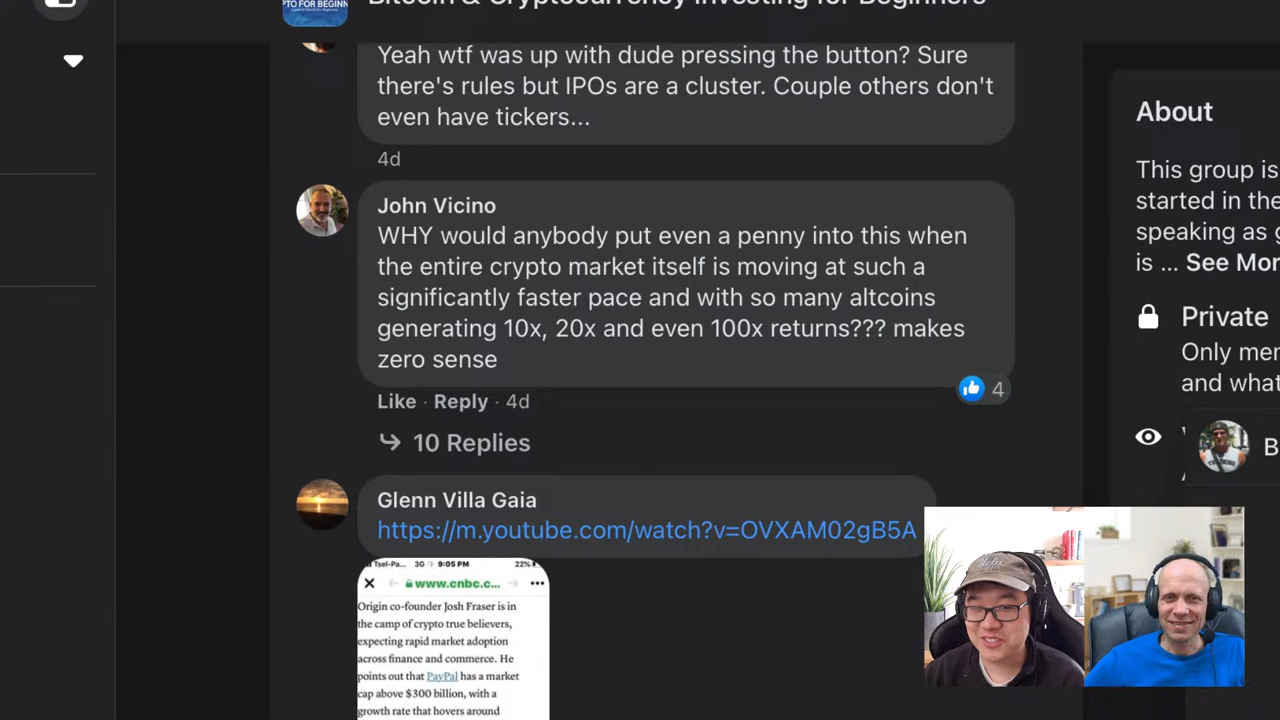 PTO FOR BEGINN
Bitcoin & Cryptocurrency Investing for Beginners
Yeah wtf was up with dude pressing the button? Sure
there's rules but IPOs are a cluster. Couple others don't
even have tickers...
4d
John Vicino
WHY would anybody put even a penny into this when
the entire crypto market itself is moving at such a
significantly faster pace and with so many altcoins
generating 10x, 20x and even 100x returns??? makes
zero sense
Like · Reply · 4d
4
10 Replies
Glenn Villa Gaia
https://m.youtube.com/watch?v=OVXAM02gB5A
Tsel-Pa... 3G 9:05 PM 22%
www.cnbc.c...
Origin co-founder Josh Fraser is in
the camp of crypto true believers,
expecting rapid market adoption
across finance and commerce. He
points out that PayPal has a market
cap above $300 billion, with a
growth rate that hovers around
About
This group is
started in the
speaking as g
is ... See Mor
Private
Only mem
and what
B